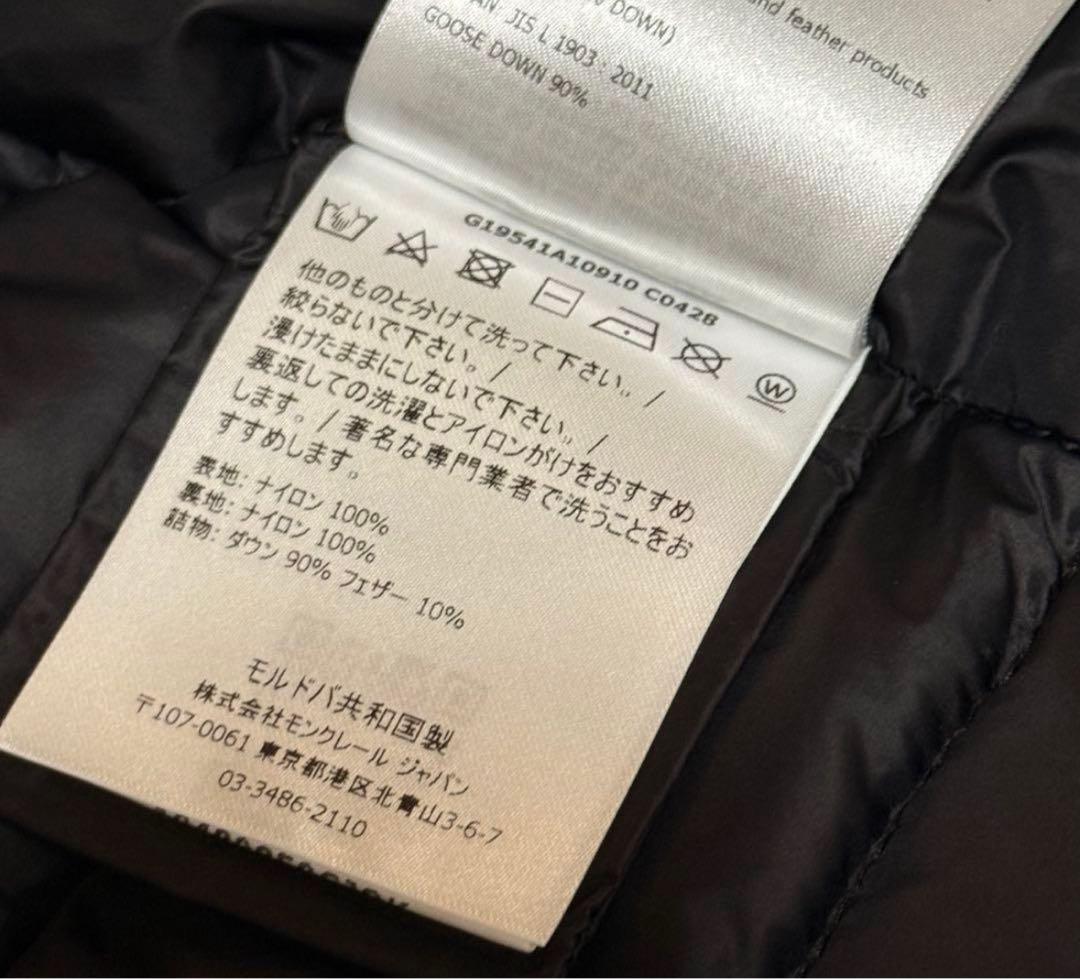 and feather products
DOWN)
JIS L 1903 : 2011
GOOSE DOWN 90%
G19541A10910 C0428
W
他のものと分けて洗って下さい。/
絞らないで下さい。/
浸けたままにしないで下さい。/
裏返しての洗濯とアイロンがけをおすすめ
します。/ 著名な専門業者で洗うことをお
すすめします。
表地: ナイロン 100%
裏地: ナイロン 100%
詰物: ダウン 90% フェザー 10%
モルドバ共和国製
株式会社モンクレール ジャパン
〒107-0061 東京都港区北青山3-6-7
03-3486-2110